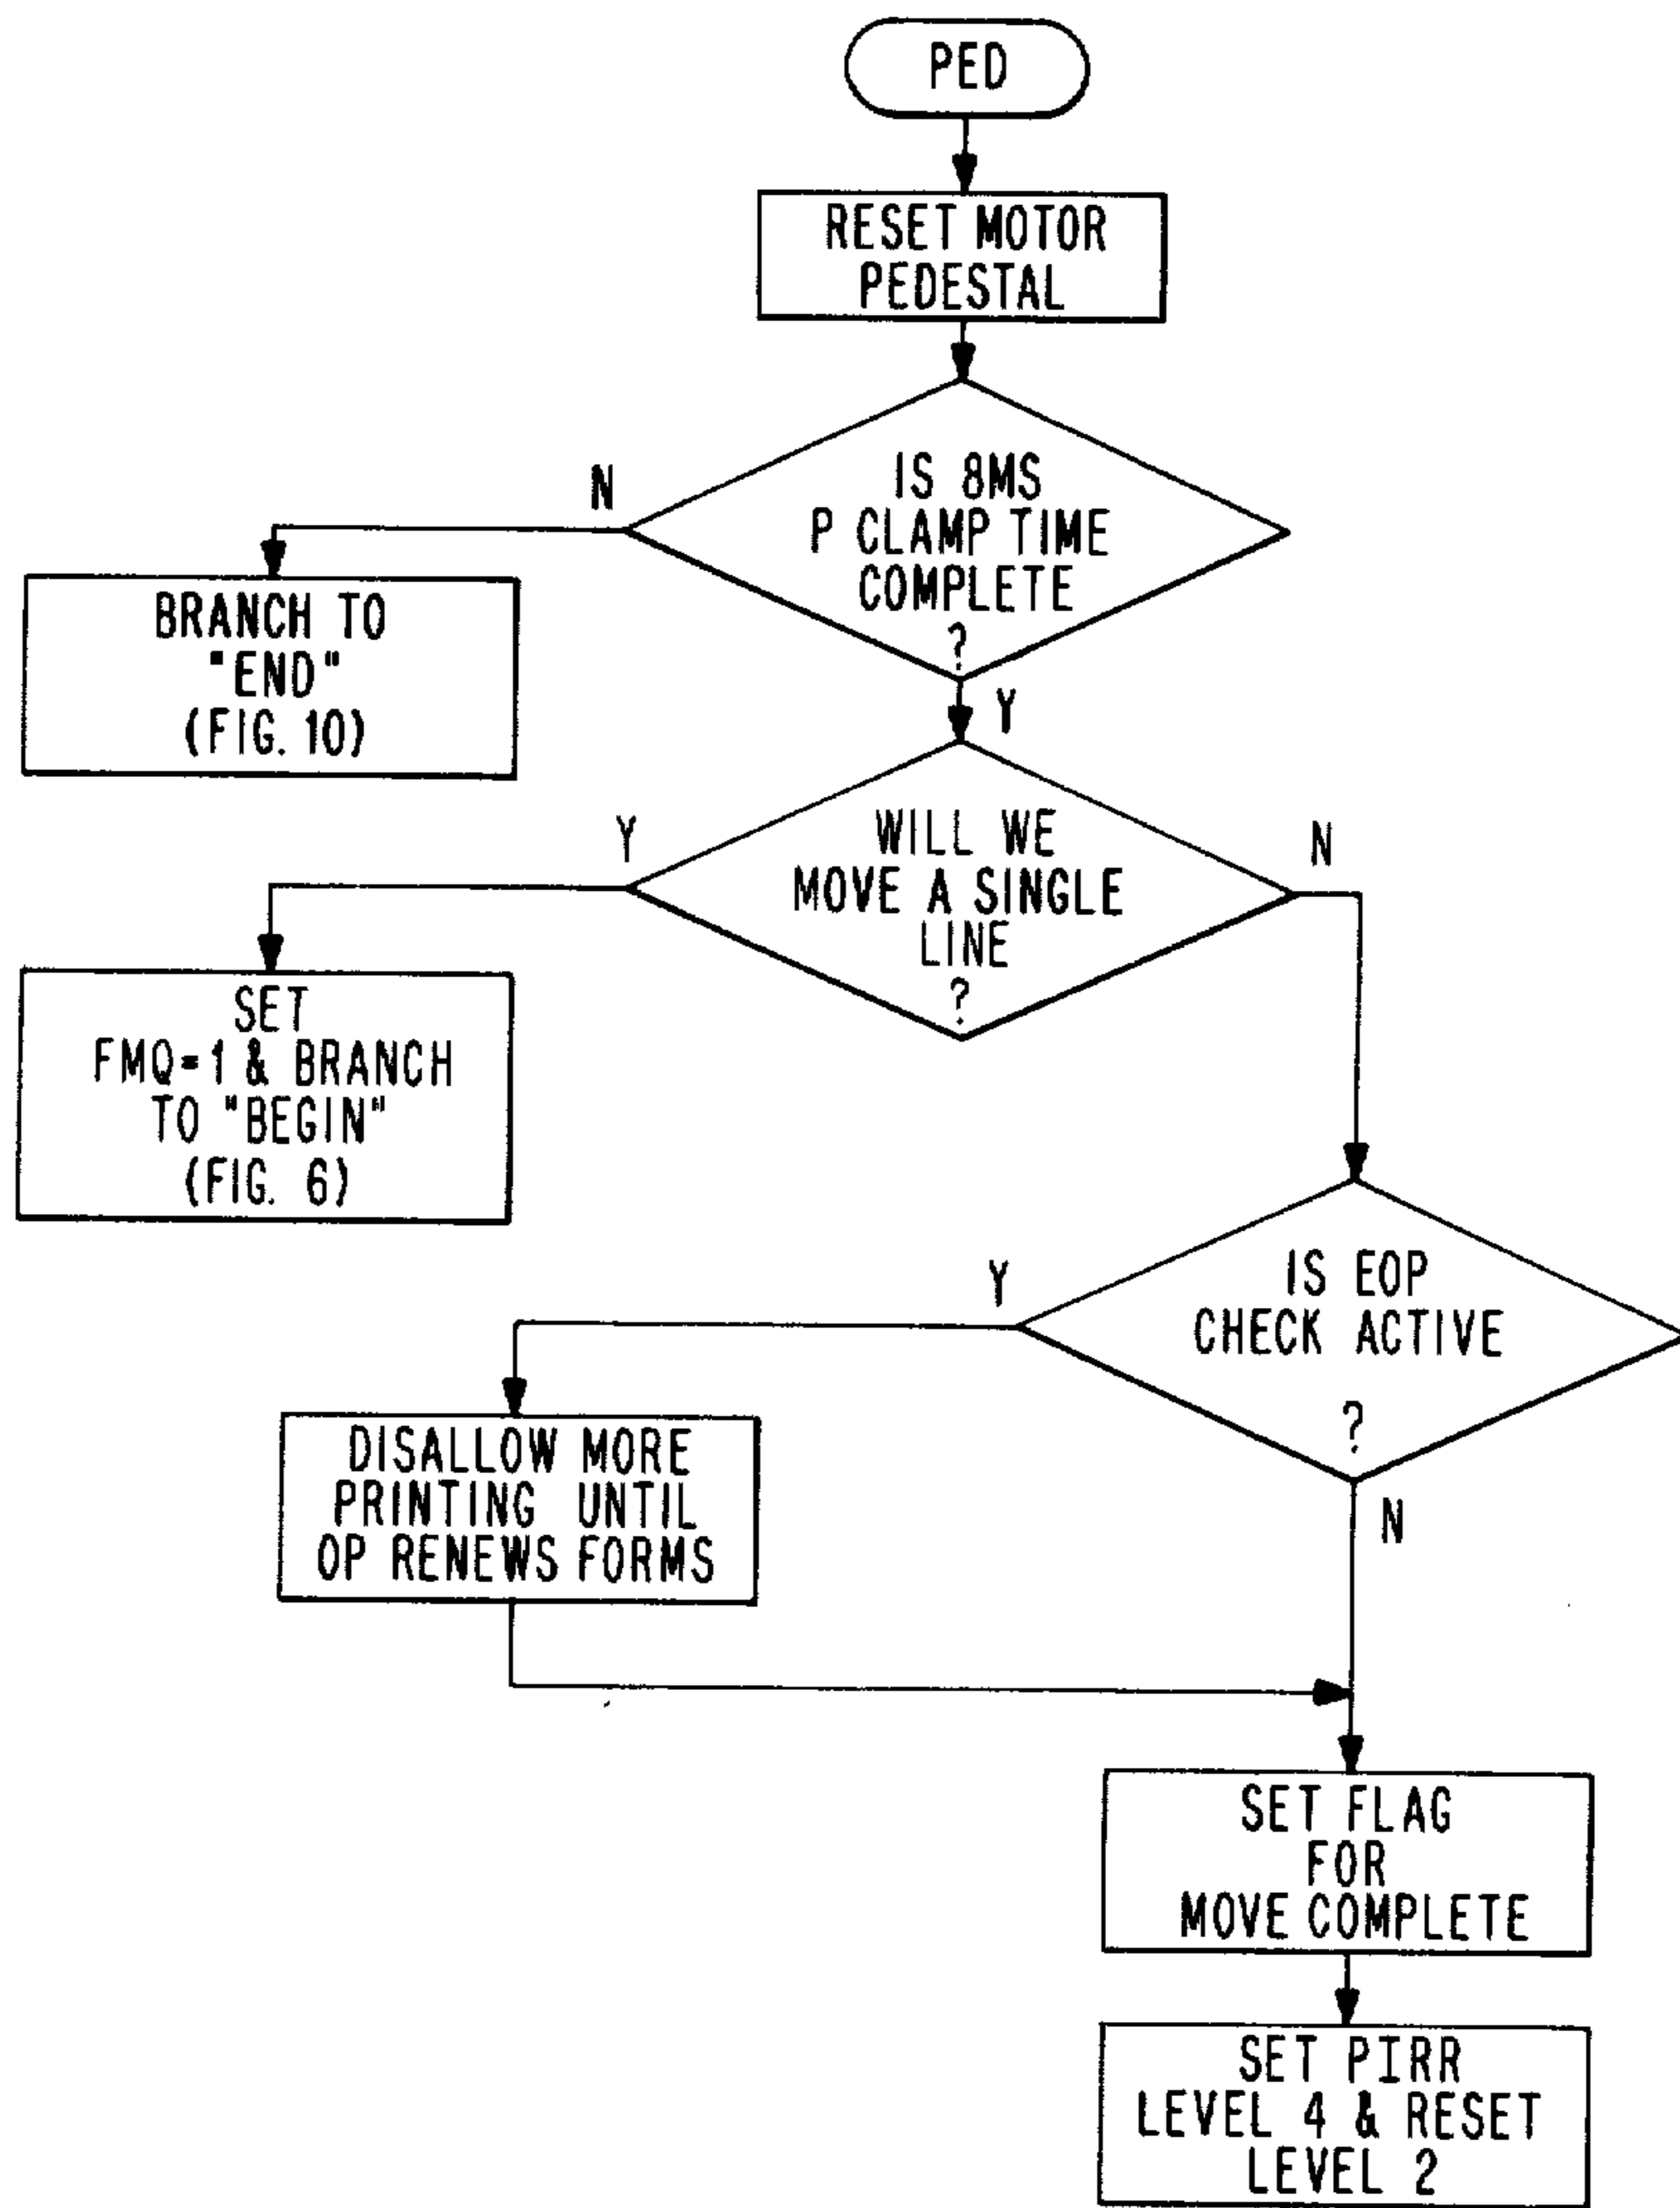 PED
RESET MOTOR
PEDESTAL
IS 8MS
P CLAMP TIME
COMPLETE
?
N
Y
BRANCH TO
"END"
(FIG. 10)
WILL WE
MOVE A SINGLE
LINE
?
Y
N
SET
FMQ=1 & BRANCH
TO "BEGIN"
(FIG. 6)
IS EOP
CHECK ACTIVE
?
Y
N
DISALLOW MORE
PRINTING UNTIL
OP RENEWS FORMS
SET FLAG
FOR
MOVE COMPLETE
SET PIRR
LEVEL 4 & RESET
LEVEL 2